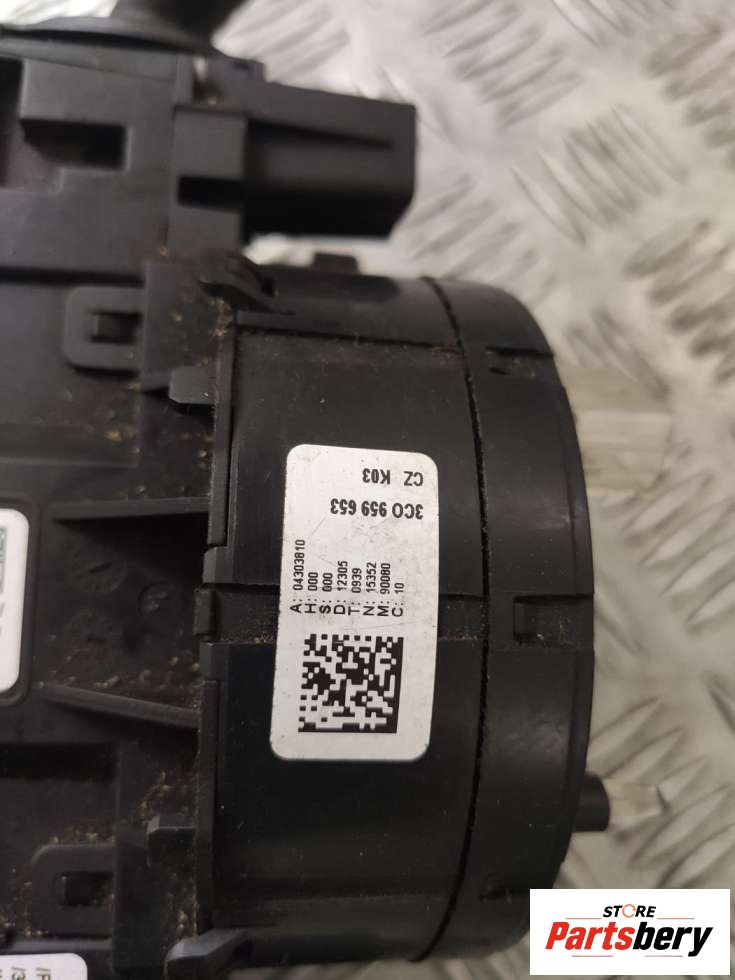 3C0 959 653
CZ K03
A: 04303810
H: 000
S: 000
D: 12305
T: 0939
N: 15352
M: 90080
C: 10
STORE
Partsbery